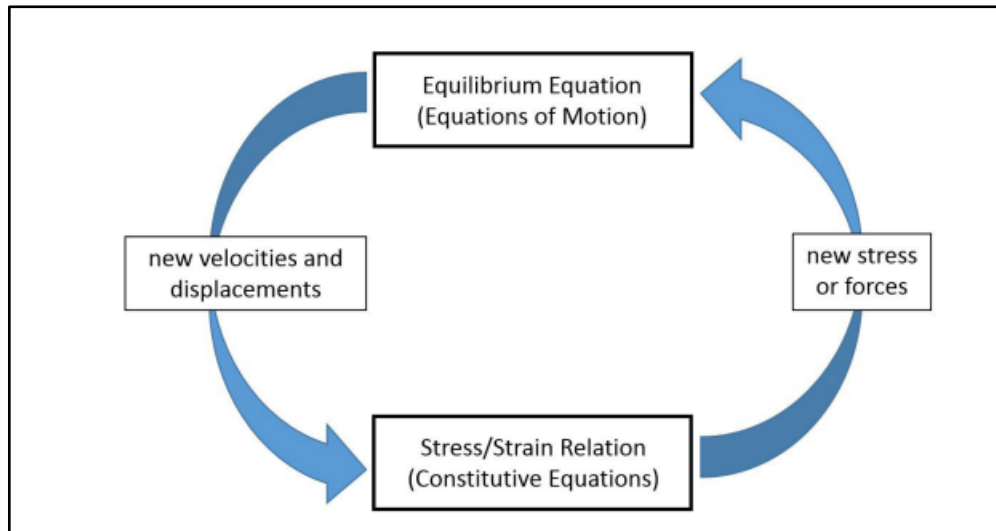 Equilibrium Equation
(Equations of Motion)
new velocities and
displacements
new stress
or forces
Stress/Strain Relation
(Constitutive Equations)